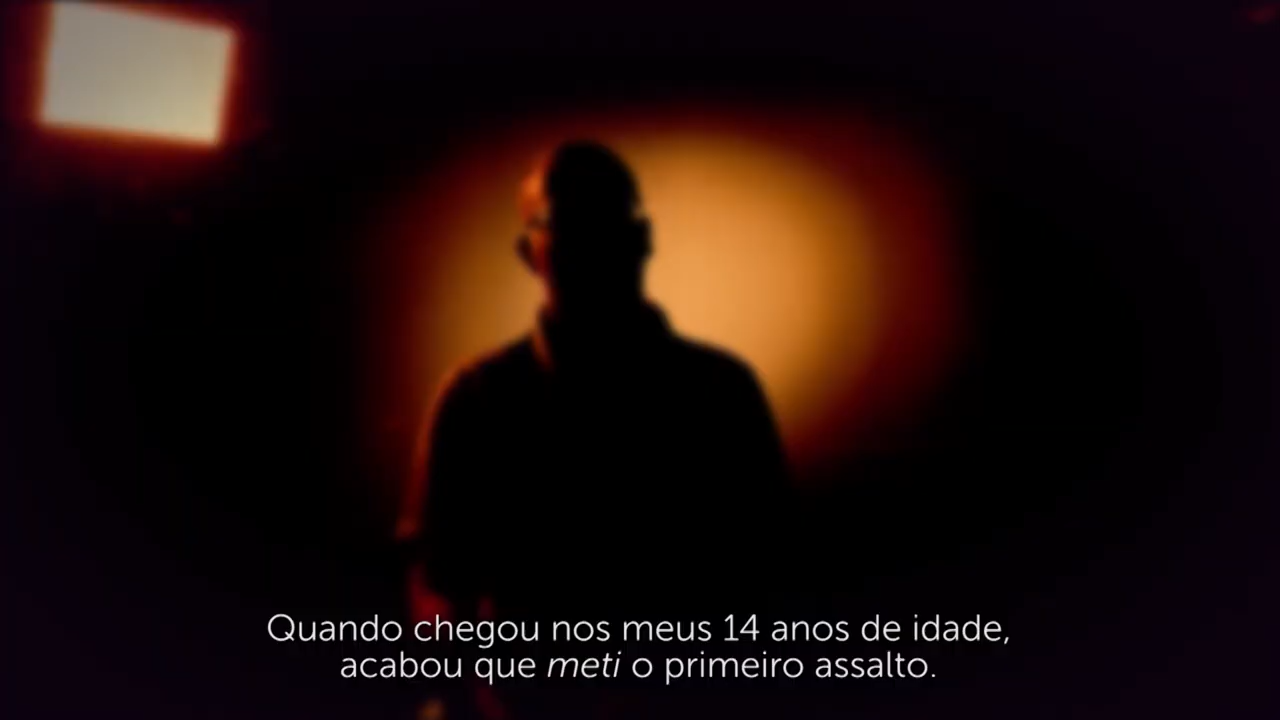 Quando chegou nos meus 14 anos de idade,
acabou que meti o primeiro assalto.